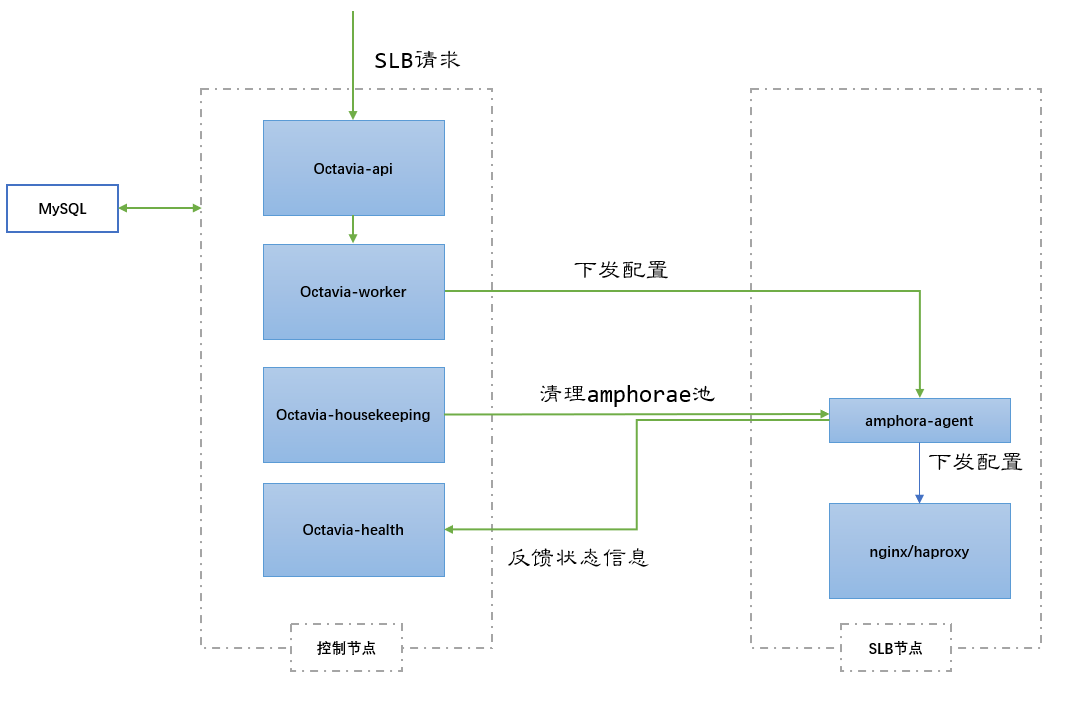 SLB请求
Octavia-api
MySQL
Octavia-worker
下发配置
Octavia-housekeeping
清理amphorae池
amphora-agent
下发配置
Octavia-health
反馈状态信息
nginx/haproxy
控制节点
SLB节点